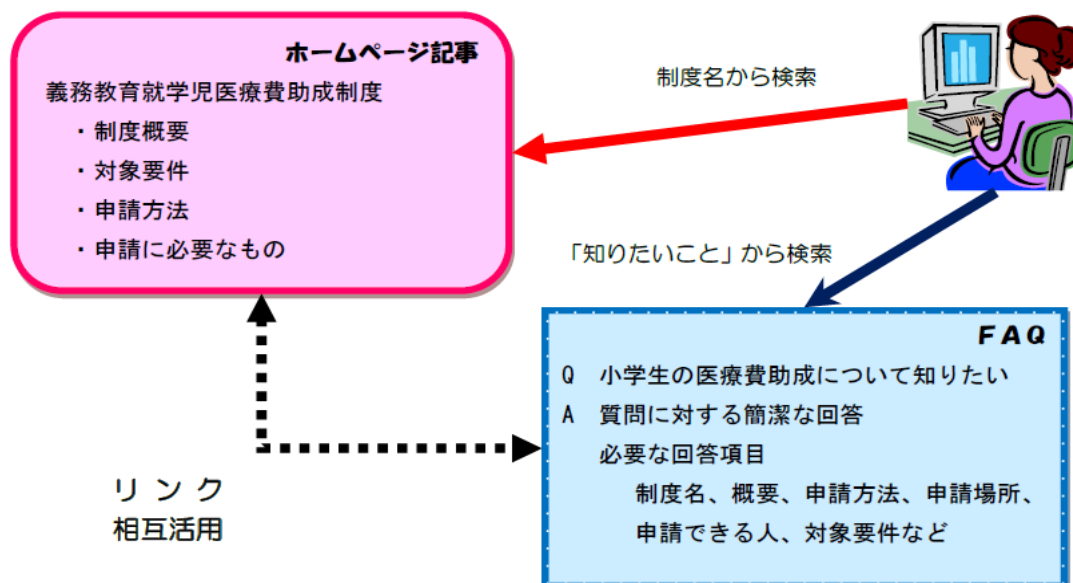 ホームページ記事
義務教育就学児医療費助成制度
・制度概要
・対象要件
・申請方法
・申請に必要なもの
制度名から検索
「知りたいこと」から検索
FAQ
Q 小学生の医療費助成について知りたい
A 質問に対する簡潔な回答
必要な回答項目
制度名、概要、申請方法、申請場所、
申請できる人、対象要件など
リンク
相互活用